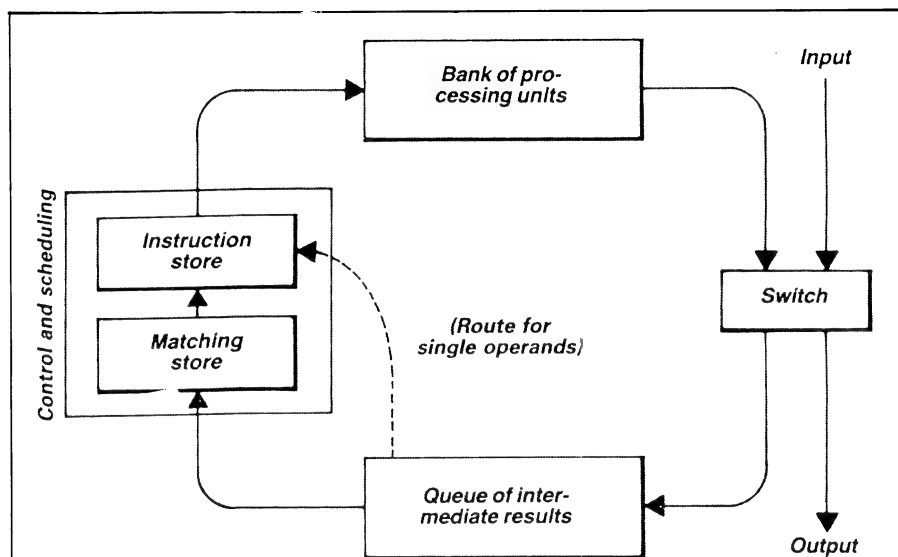 Bank of pro-
cessing units
Input
Control and scheduling
Instruction
store
Switch
(Route for
single operands)
Matching
store
Queue of inter-
mediate results
Output